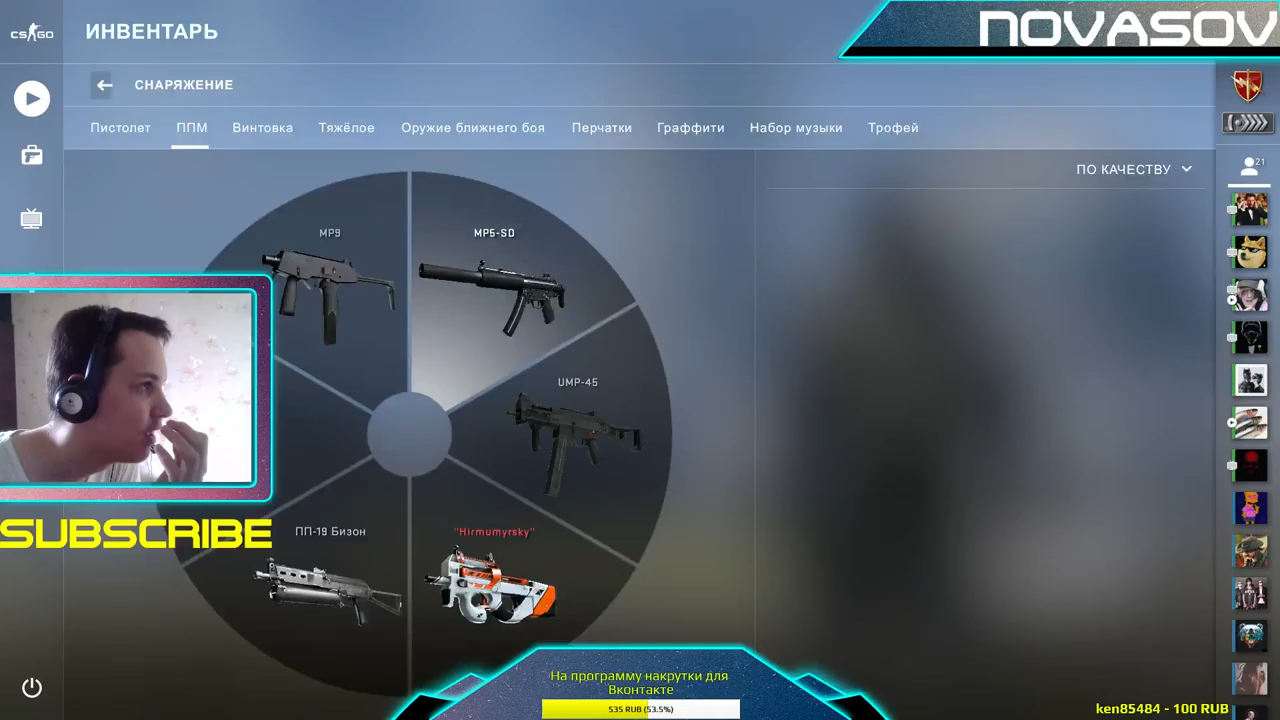 CS GO
ИНВЕНТАРЬ
NOVASOV
СНАРЯЖЕНИЕ
Пистолет ППМ Винтовка Тяжёлое Оружие ближнего боя Перчатки Граффити Набор музыки Трофей
ПО КАЧЕСТВУ
21
MP9
MP5-SD
UMP-45
ПП-19 Бизон
"Hirmumyrsky"
SUBSCRIBE
На программу накрутки для
Вконтакте
535 RUB (53.5%)
ken85484 - 100 RUB